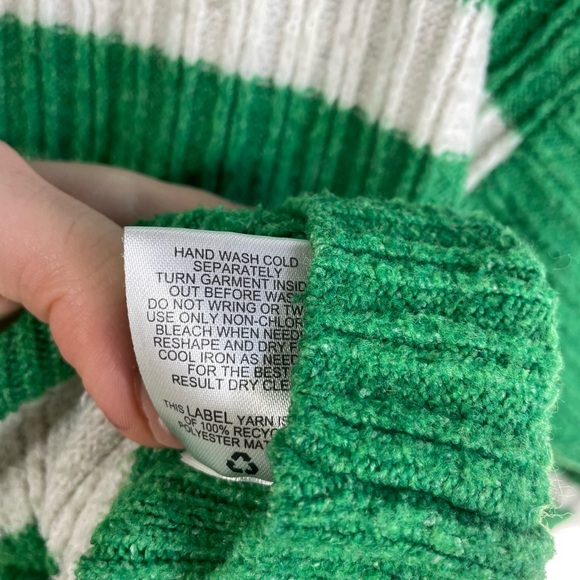 HAND WASH COLD
SEPARATELY
TURN GARMENT INSID
OUT BEFORE WAS
DO NOT WRING OR TW
USE ONLY NON-CHLOR
BLEACH WHEN NEED
RESHAPE AND DRY F
COOL IRON AS NEE
FOR THE BEST
RESULT DRY CLE
THIS LABEL YARN IS
OF 100% RECYC
POLYESTER MAT